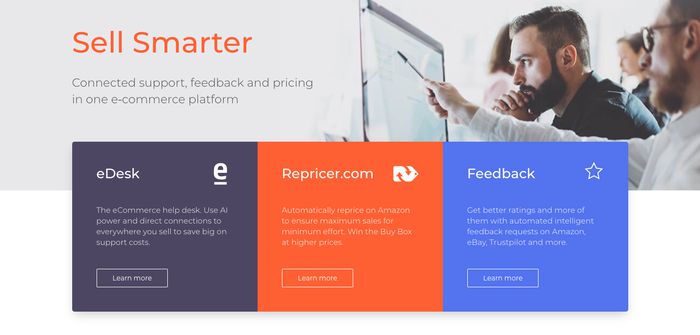 Sell Smarter
Connected support, feedback and pricing
in one e-commerce platform
eDesk
e
The eCommerce help desk. Use AI
power and direct connections to
everywhere you sell to save big on
support costs.
Learn more
Repricer.com
Automatically reprice on Amazon
to ensure maximum sales for
minimum effort. Win the Buy Box
at higher prices.
Learn more
Feedback
Get better ratings and more of
them with automated intelligent
feedback requests on Amazon,
eBay, Trustpilot and more.
Learn more